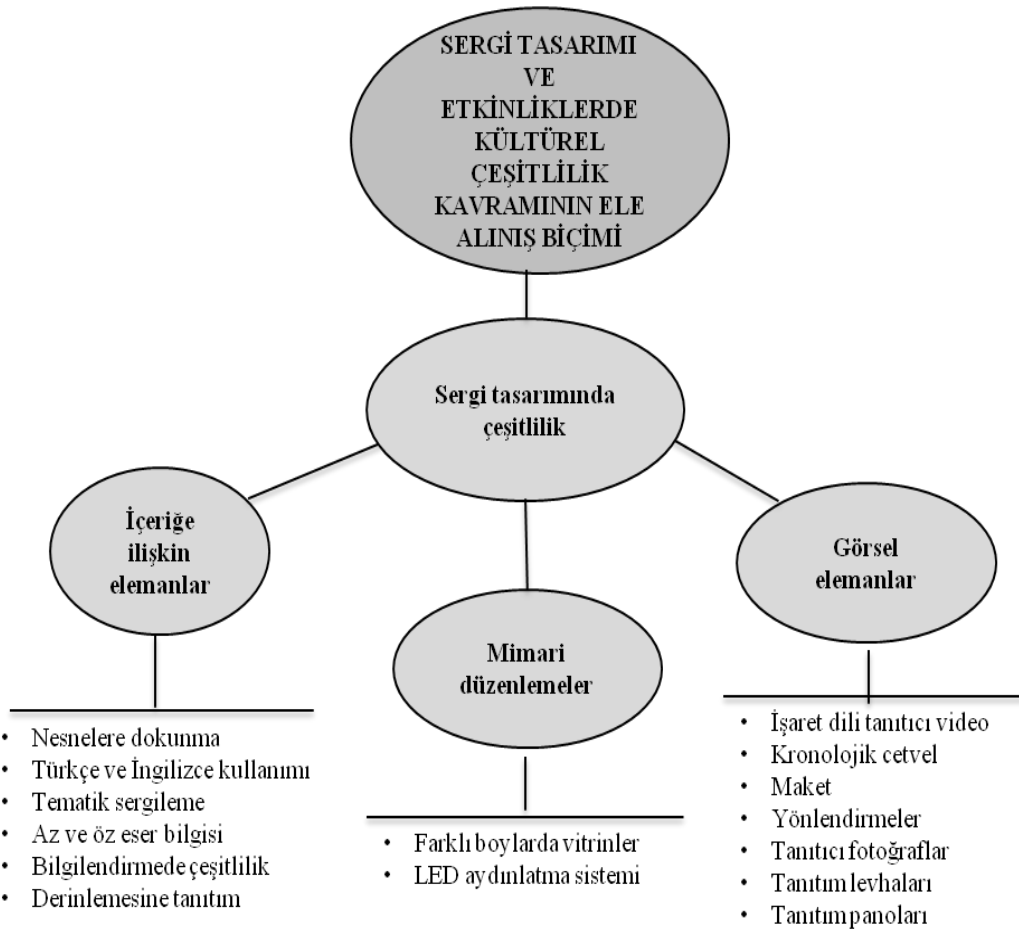 SERGİ TASARIMI
VE
ETKİNLİKLERDE
KÜLTÜREL
ÇEŞİTLİLİK
KAVRAMININ ELE
ALINIŞ BİÇİMİ
Sergi tasarımında
çeşitlilik
İçeriğe
ilişkin
elemanlar
Mimari
düzenlemeler
Görsel
elemanlar
• Nesnelere dokunma
• Türkçe ve İngilizce kullanımı
• Tematik sergileme
• Az ve öz eser bilgisi
• Bilgilendirmede çeşitlilik
• Derinlemesine tanıtım
• Farklı boylarda vitrinler
• LED aydınlatma sistemi
• İşaret dili tanıtıcı video
• Kronolojik cetvel
• Maket
• Yönlendirmeler
• Tanıtıcı fotoğraflar
• Tanıtım levhaları
• Tanıtım panoları